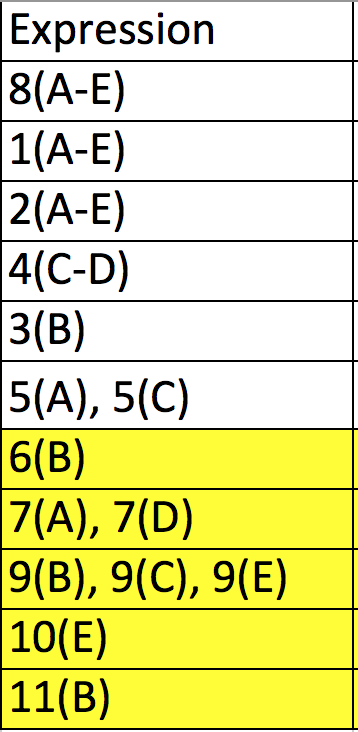 Expression
8(A-E)
1(A-E)
2(A-E)
4(C-D)
3(B)
5(A), 5(C)
6(B)
7(A), 7(D)
9(B), 9(C), 9(E)
10(E)
11(B)